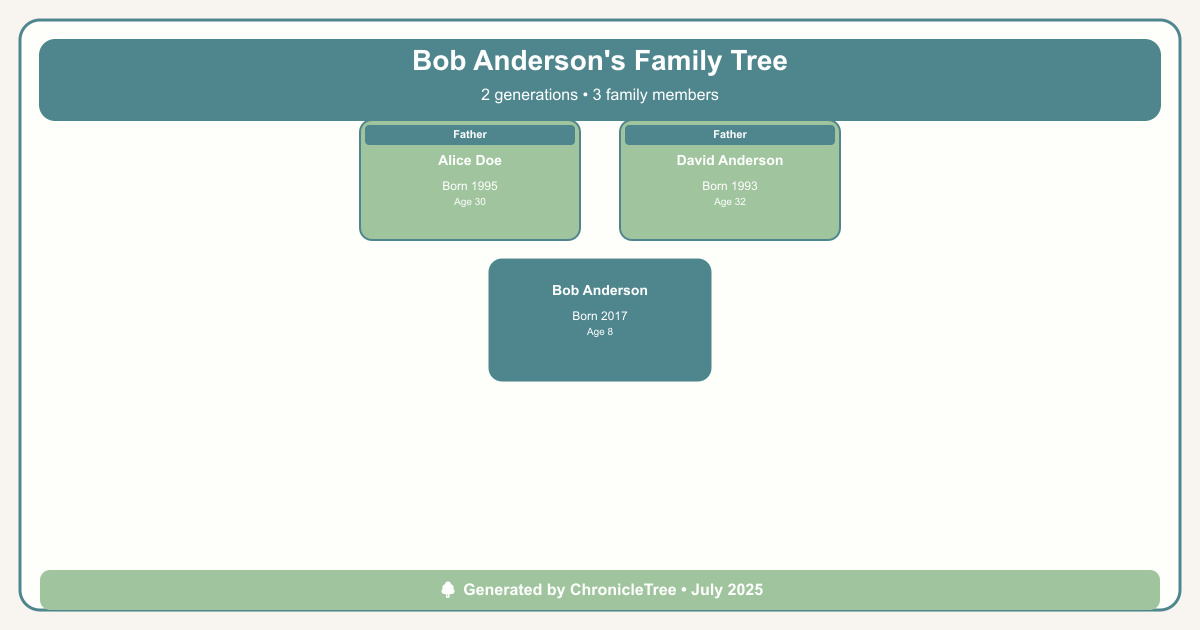 Bob Anderson's Family Tree
2 generations • 3 family members
Father
Alice Doe
Born 1995
Age 30
Father
David Anderson
Born 1993
Age 32
Bob Anderson
Born 2017
Age 8
Generated by ChronicleTree • July 2025